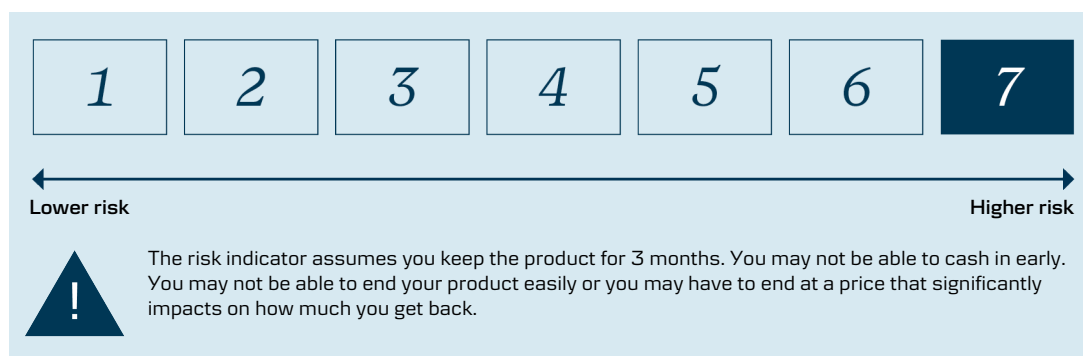 1 2 3 4 5 6 7
Lower risk Higher risk
! The risk indicator assumes you keep the product for 3 months. You may not be able to cash in early.
You may not be able to end your product easily or you may have to end at a price that significantly
impacts on how much you get back.